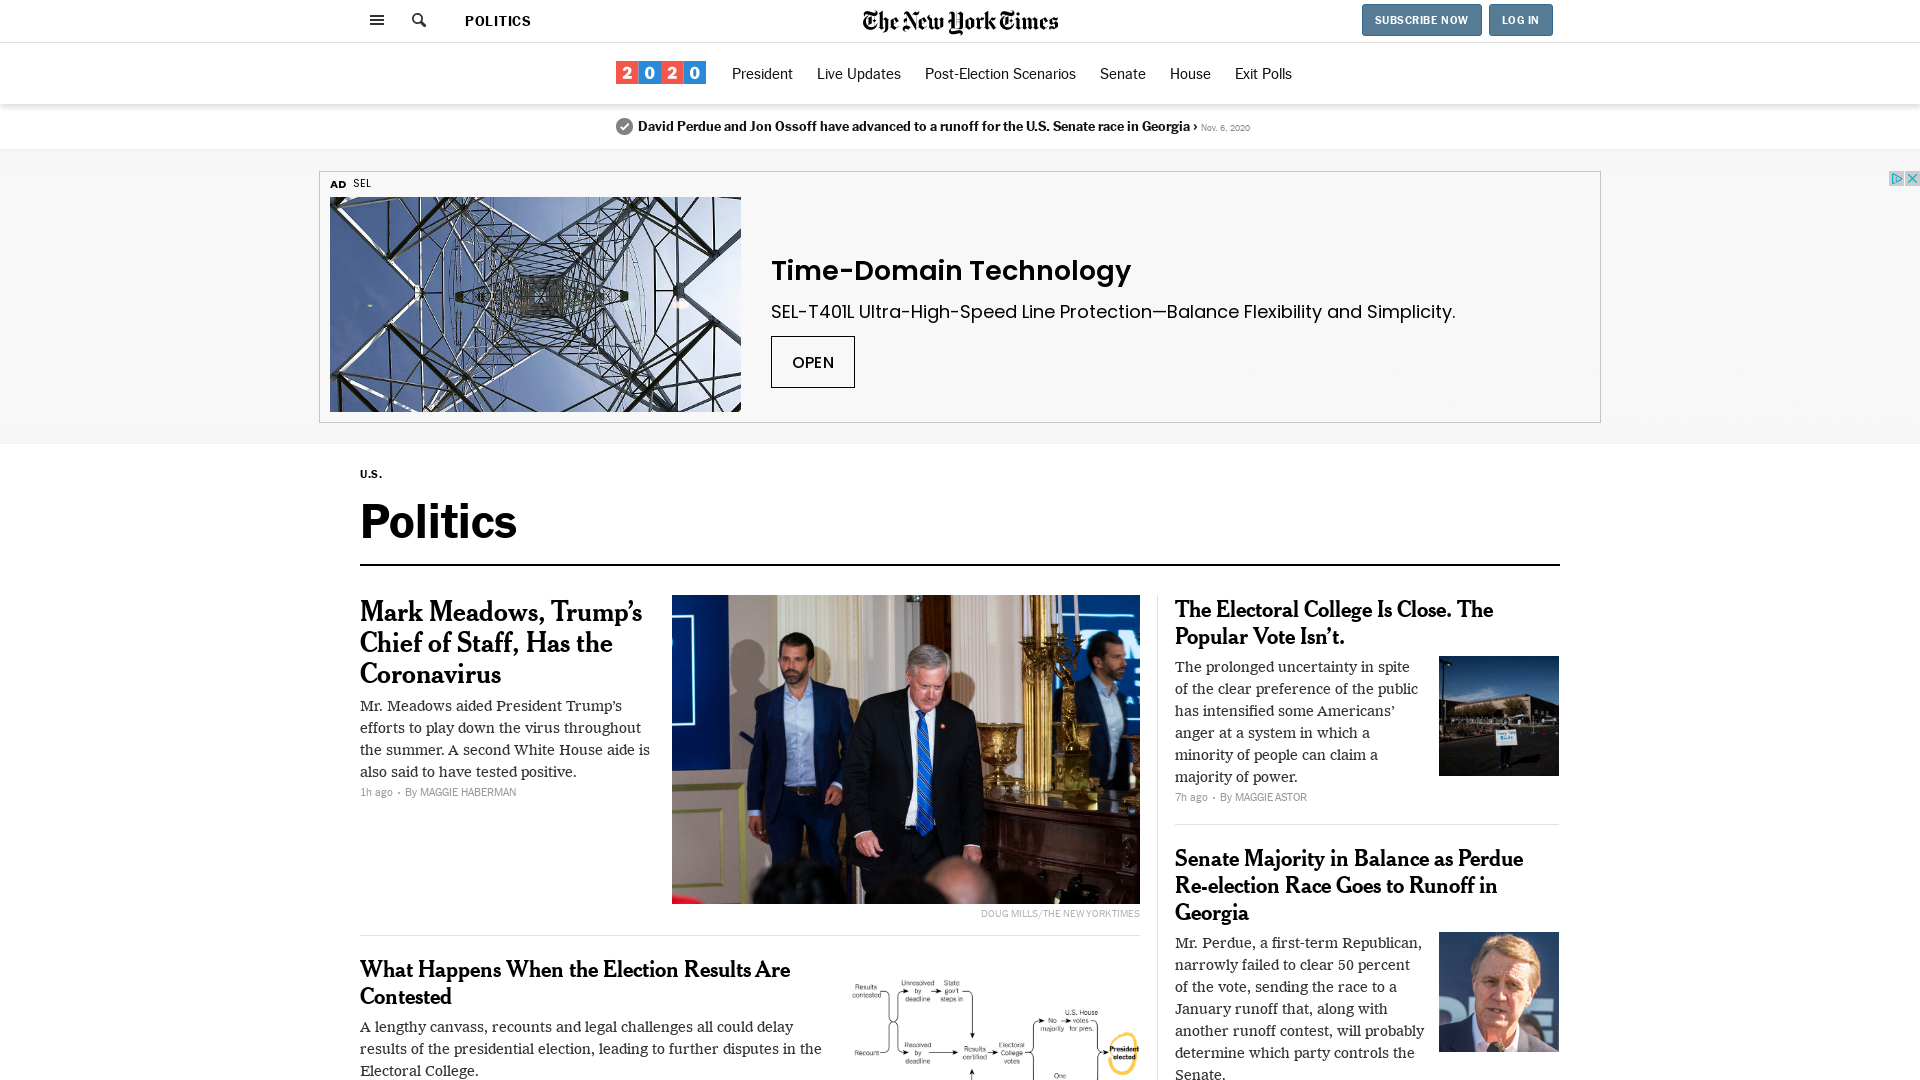 POLITICS
The New York Times
SUBSCRIBE NOW
LOG IN
2020
President
Live Updates
Post-Election Scenarios
Senate
House
Exit Polls
David Perdue and Jon Ossoff have advanced to a runoff for the U.S. Senate race in Georgia › Nov. 6, 2020
AD SEL
Time-Domain Technology
SEL-T401L Ultra-High-Speed Line Protection—Balance Flexibility and Simplicity.
OPEN
U.S.
Politics
Mark Meadows, Trump’s
Chief of Staff, Has the
Coronavirus
Mr. Meadows aided President Trump’s
efforts to play down the virus throughout
the summer. A second White House aide is
also said to have tested positive.
1h ago • By MAGGIE HABERMAN
DOUG MILLS/THE NEW YORK TIMES
What Happens When the Election Results Are
Contested
A lengthy canvass, recounts and legal challenges all could delay
results of the presidential election, leading to further disputes in the
Electoral College.
Results
contested
Unresolved
by
deadline
State
gov't
steps in
Recount
Resolved
by
deadline
Results
certified
Electoral
College
votes
No
majority
U.S. House
votes
for pres.
One
President
elected
The Electoral College Is Close. The
Popular Vote Isn’t.
The prolonged uncertainty in spite
of the clear preference of the public
has intensified some Americans’
anger at a system in which a
minority of people can claim a
majority of power.
7h ago • By MAGGIE ASTOR
Senate Majority in Balance as Perdue
Re-election Race Goes to Runoff in
Georgia
Mr. Perdue, a first-term Republican,
narrowly failed to clear 50 percent
of the vote, sending the race to a
January runoff that, along with
another runoff contest, will probably
determine which party controls the
Senate.